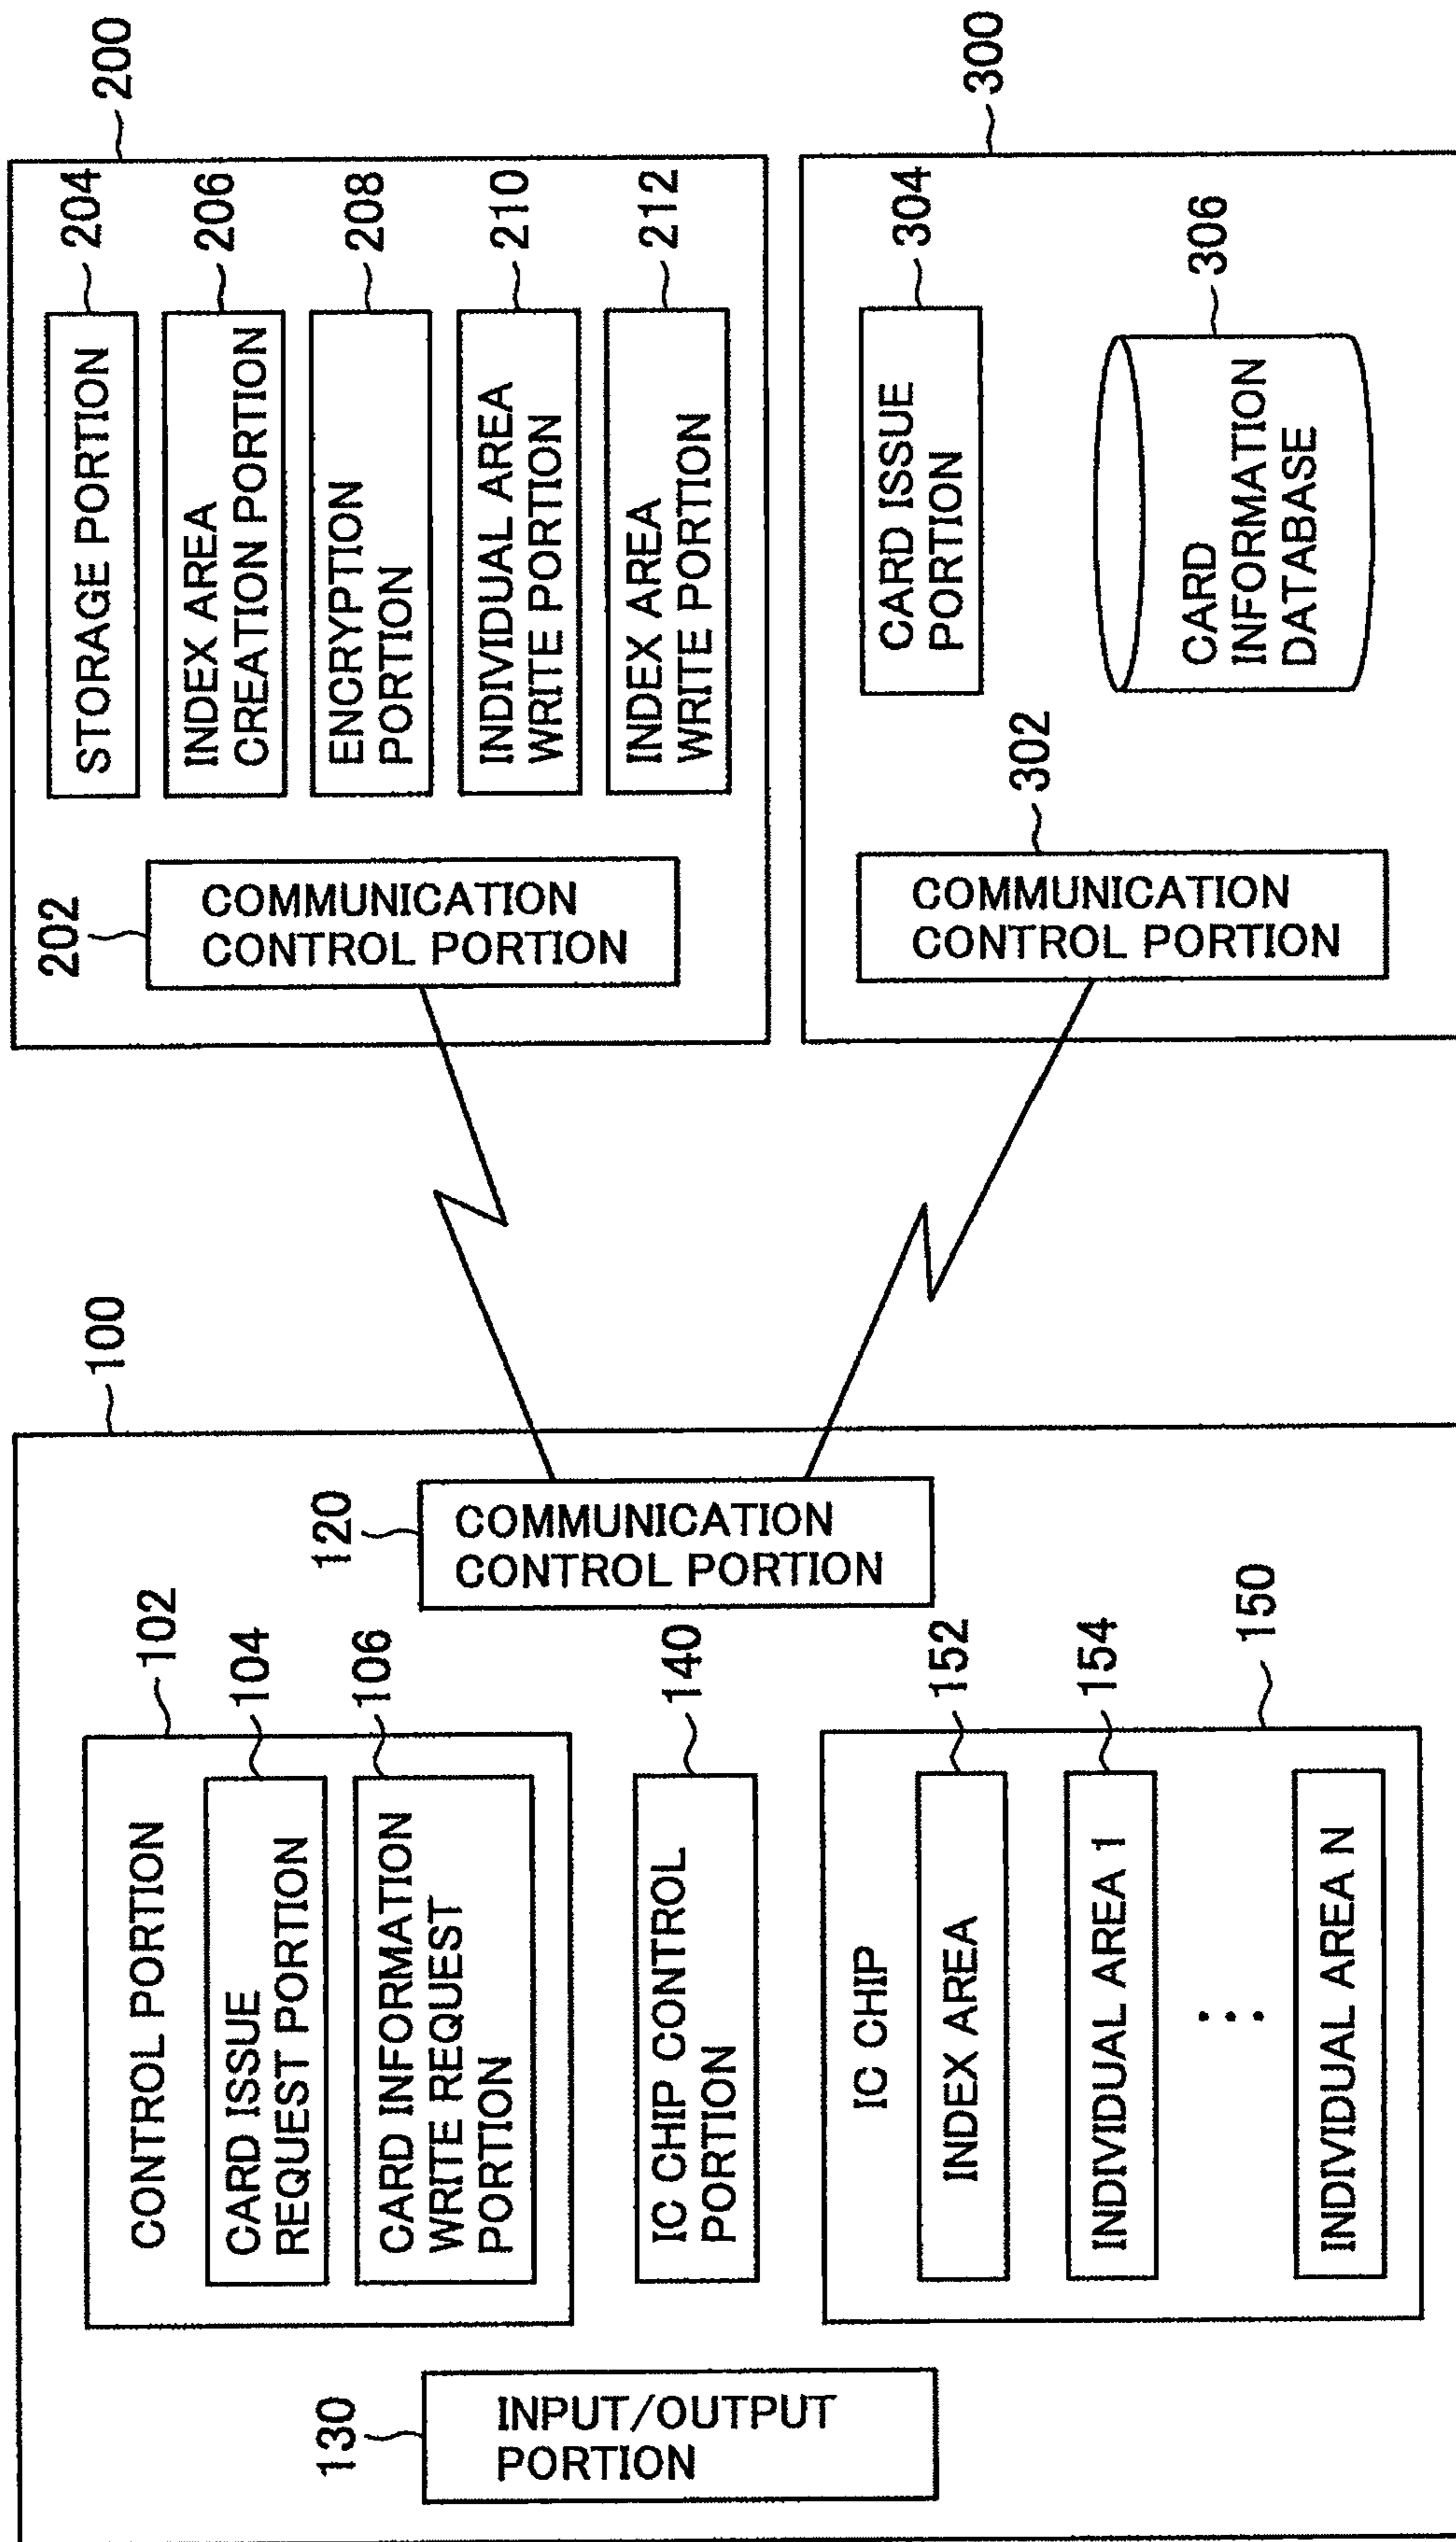 100
CONTROL PORTION
102
CARD ISSUE
REQUEST PORTION
104
CARD INFORMATION
WRITE REQUEST
PORTION
106
130
INPUT/OUTPUT
PORTION
IC CHIP CONTROL
PORTION
140
120
COMMUNICATION
CONTROL PORTION
IC CHIP
150
INDEX AREA
152
INDIVIDUAL AREA 1
154
INDIVIDUAL AREA N
200
202
COMMUNICATION
CONTROL PORTION
STORAGE PORTION
204
INDEX AREA
CREATION PORTION
206
ENCRYPTION
PORTION
208
INDIVIDUAL AREA
WRITE PORTION
210
INDEX AREA
WRITE PORTION
212
300
302
COMMUNICATION
CONTROL PORTION
CARD ISSUE
PORTION
304
CARD
INFORMATION
DATABASE
306